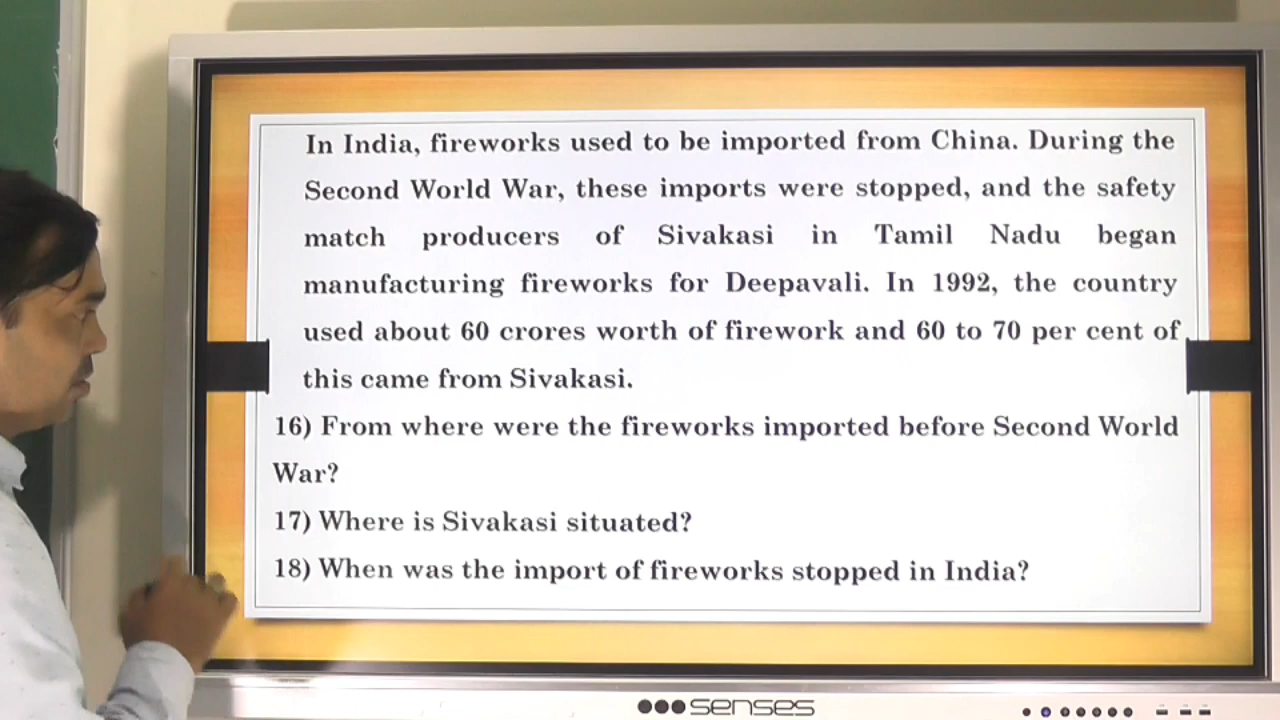 In India, fireworks used to be imported from China. During the
Second World War, these imports were stopped, and the safety
match producers of Sivakasi in Tamil Nadu began
manufacturing fireworks for Deepavali. In 1992, the country
used about 60 crores worth of firework and 60 to 70 per cent of
this came from Sivakasi.
16) From where were the fireworks imported before Second World
War?
17) Where is Sivakasi situated?
18) When was the import of fireworks stopped in India?
senses